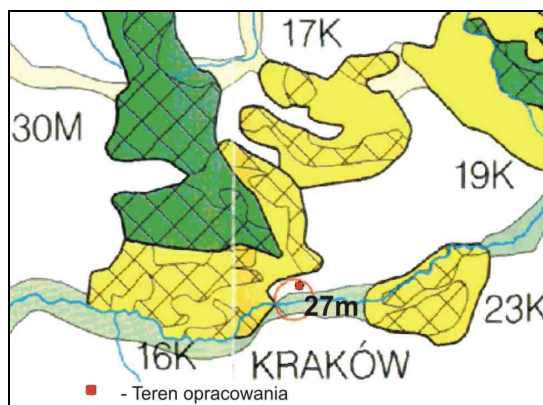 17K
30M
19K
27m
23K
16K
KRAKÓW
- Teren opracowania